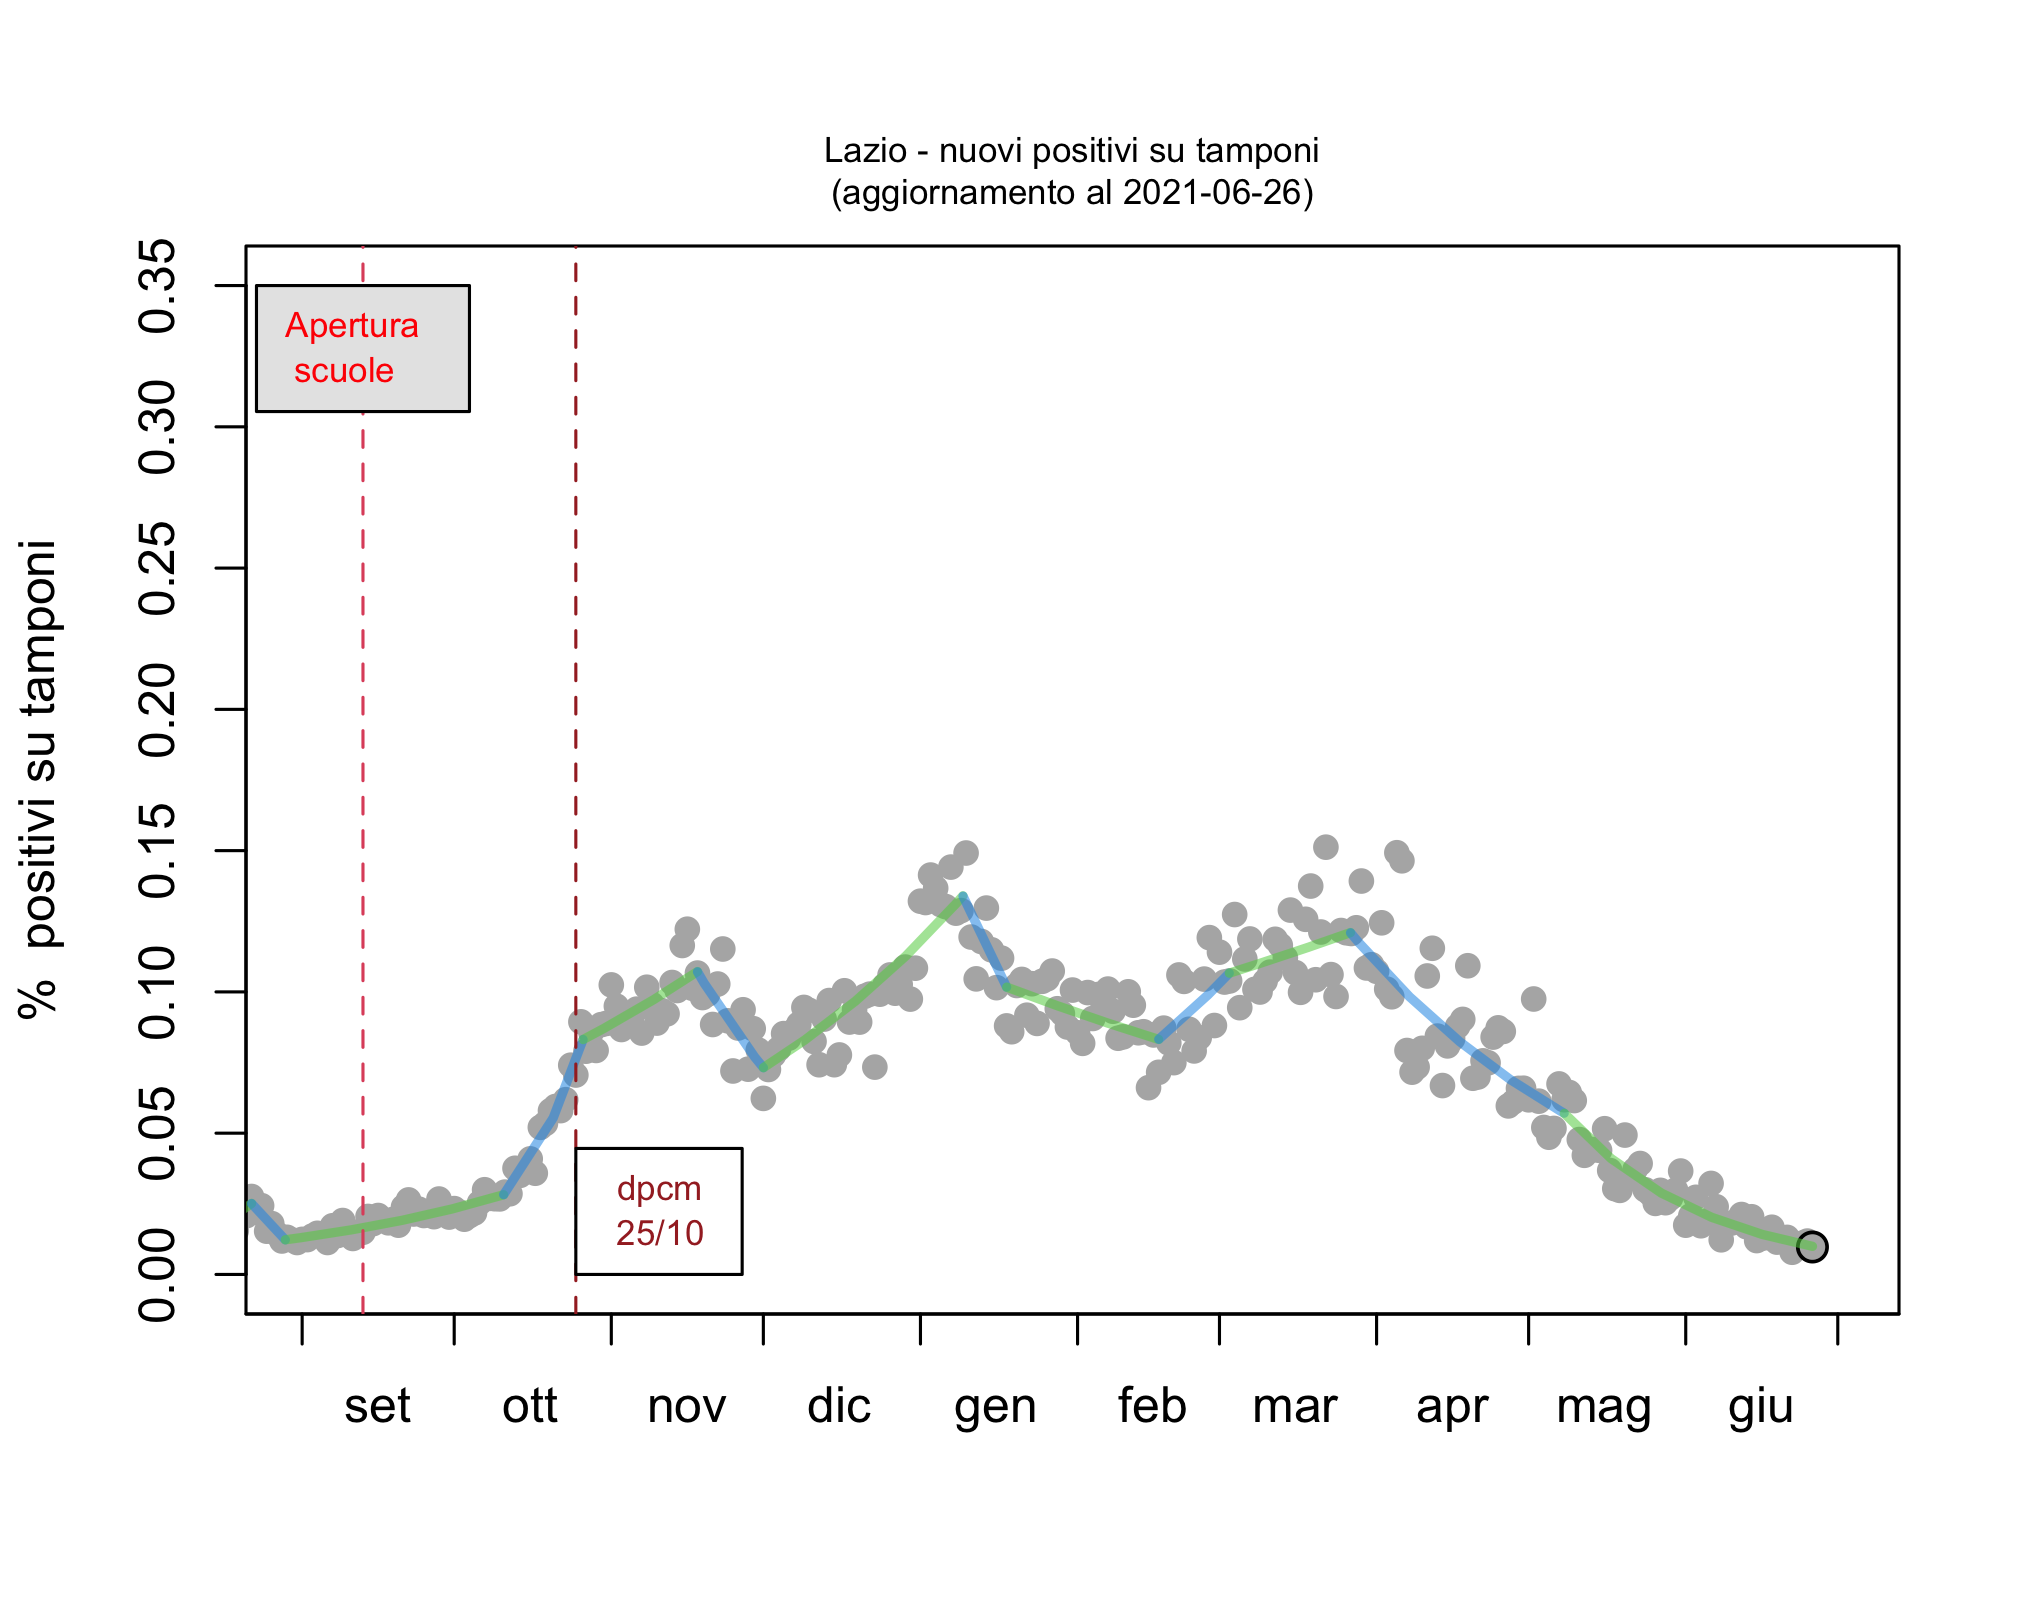 Lazio - nuovi positivi su tamponi
(aggiornamento al 2021-06-26)
% positivi su tamponi
0.35
0.30
0.25
0.20
0.15
0.10
0.05
0.00
Apertura
scuole
dpcm
25/10
set ott nov dic gen feb mar apr mag giu